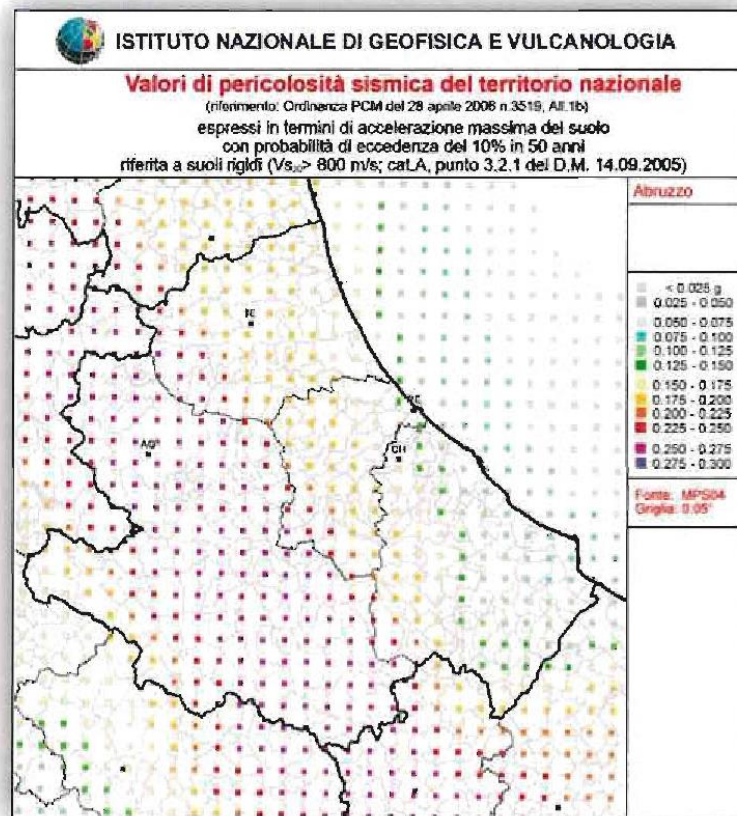 ISTITUTO NAZIONALE DI GEOFISICA E VULCANOLOGIA
Valori di pericolosità sismica del territorio nazionale
(riferimento: Ordinanza PCM del 28 aprile 2006 n.3519, All.1b)
espressi in termini di accelerazione massima del suolo
con probabilità di eccedenza del 10% in 50 anni
riferita a suoli rigidi (Vs₃₀> 800 m/s; cat.A, punto 3.2.1 del D.M. 14.09.2005)
Abruzzo
< 0.025 g
0.025 - 0.050
0.050 - 0.075
0.075 - 0.100
0.100 - 0.125
0.125 - 0.150
0.150 - 0.175
0.175 - 0.200
0.200 - 0.225
0.225 - 0.250
0.250 - 0.275
0.275 - 0.300
Fonte: MPS04
Griglia: 0.05°
TE
PE
AQ
CH